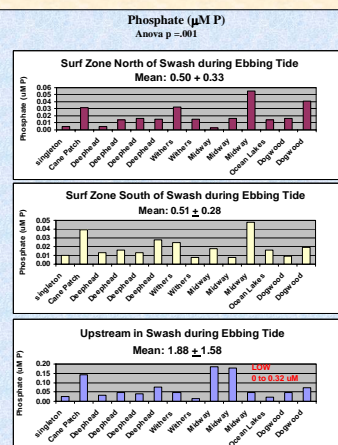 Phosphate (µM P)
Anova p =.001
Surf Zone North of Swash during Ebbing Tide
Mean: 0.50 + 0.33
Phosphate (uM P)
0.06
0.05
0.04
0.03
0.02
0.01
0.00
singleton
Cane Patch
Deephead
Deephead
Deephead
Deephead
Withers
Withers
Midway
Midway
Midway
Ocean Lakes
Dogwood
Dogwood
Surf Zone South of Swash during Ebbing Tide
Mean: 0.51 + 0.28
Phosphate (uM P)
0.05
0.04
0.03
0.02
0.01
0.00
singleton
Cane Patch
Deephead
Deephead
Deephead
Deephead
Withers
Withers
Midway
Midway
Midway
Ocean Lakes
Dogwood
Dogwood
Upstream in Swash during Ebbing Tide
Mean: 1.88 + 1.58
Phosphate (uM P)
0.20
0.15
0.10
0.05
0.00
LOW
0 to 0.32 uM
singleton
Cane Patch
Deephead
Deephead
Deephead
Deephead
Withers
Withers
Midway
Midway
Midway
Ocean Lakes
Dogwood
Dogwood